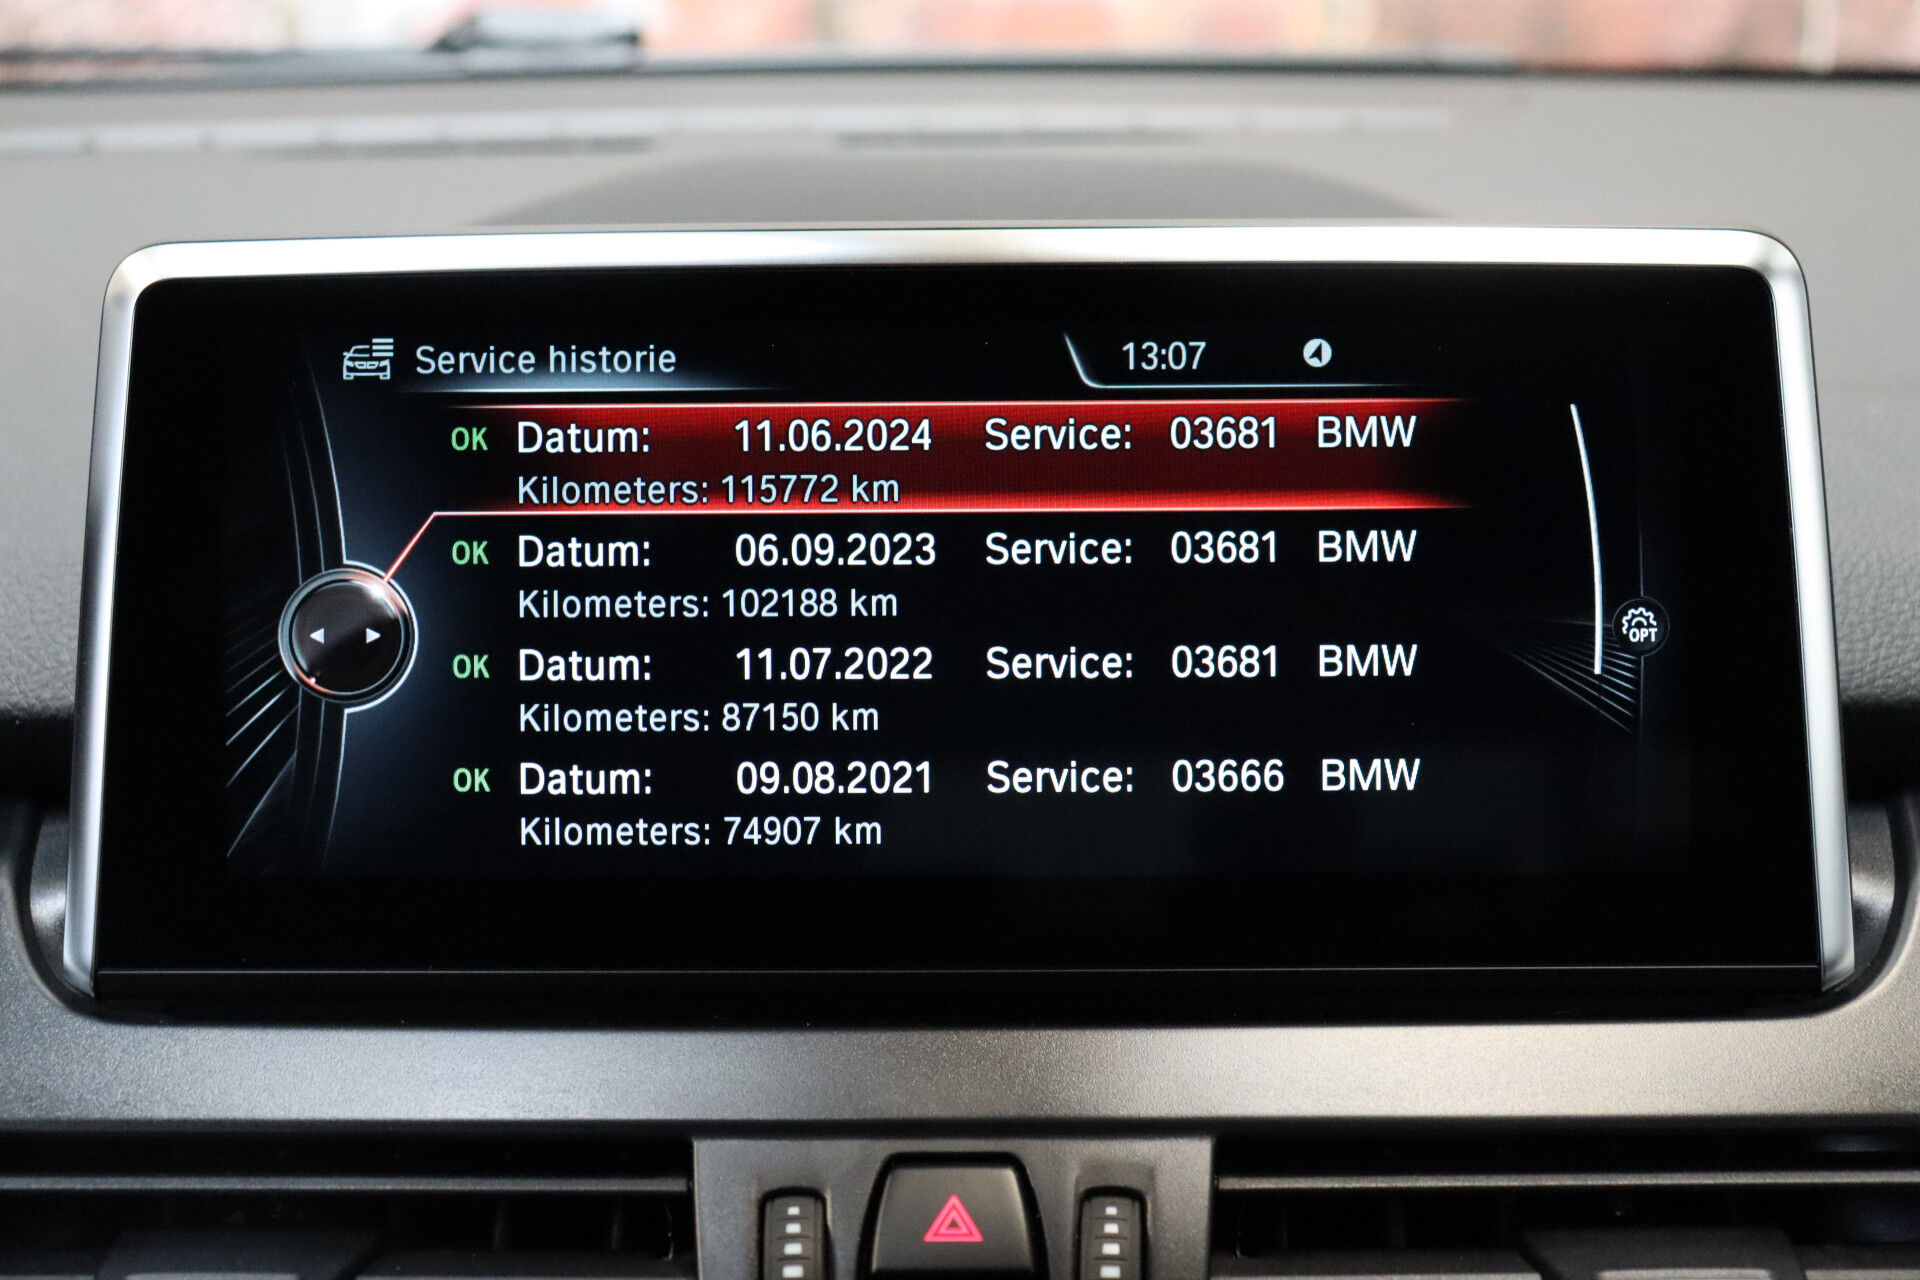 Service historie 13:07
OK Datum: 11.06.2024 Service: 03681 BMW
Kilometers: 115772 km
OK Datum: 06.09.2023 Service: 03681 BMW
Kilometers: 102188 km
OK Datum: 11.07.2022 Service: 03681 BMW
OPT
Kilometers: 87150 km
OK Datum: 09.08.2021 Service: 03666 BMW
Kilometers: 74907 km